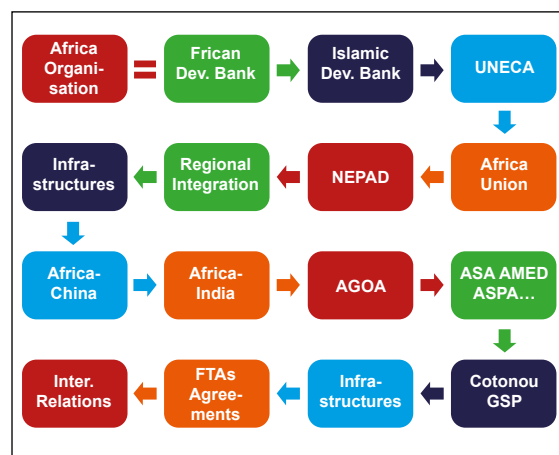 Africa
Organi-
sation
Frican
Dev. Bank
Islamic
Dev. Bank
UNECA
Infra-
structures
Regional
Integration
NEPAD
Africa
Union
Africa-
China
Africa-
India
AGOA
ASA AMED
ASPA...
Inter.
Relations
FTAs
Agree-
ments
Infra-
structures
Cotonou
GSP